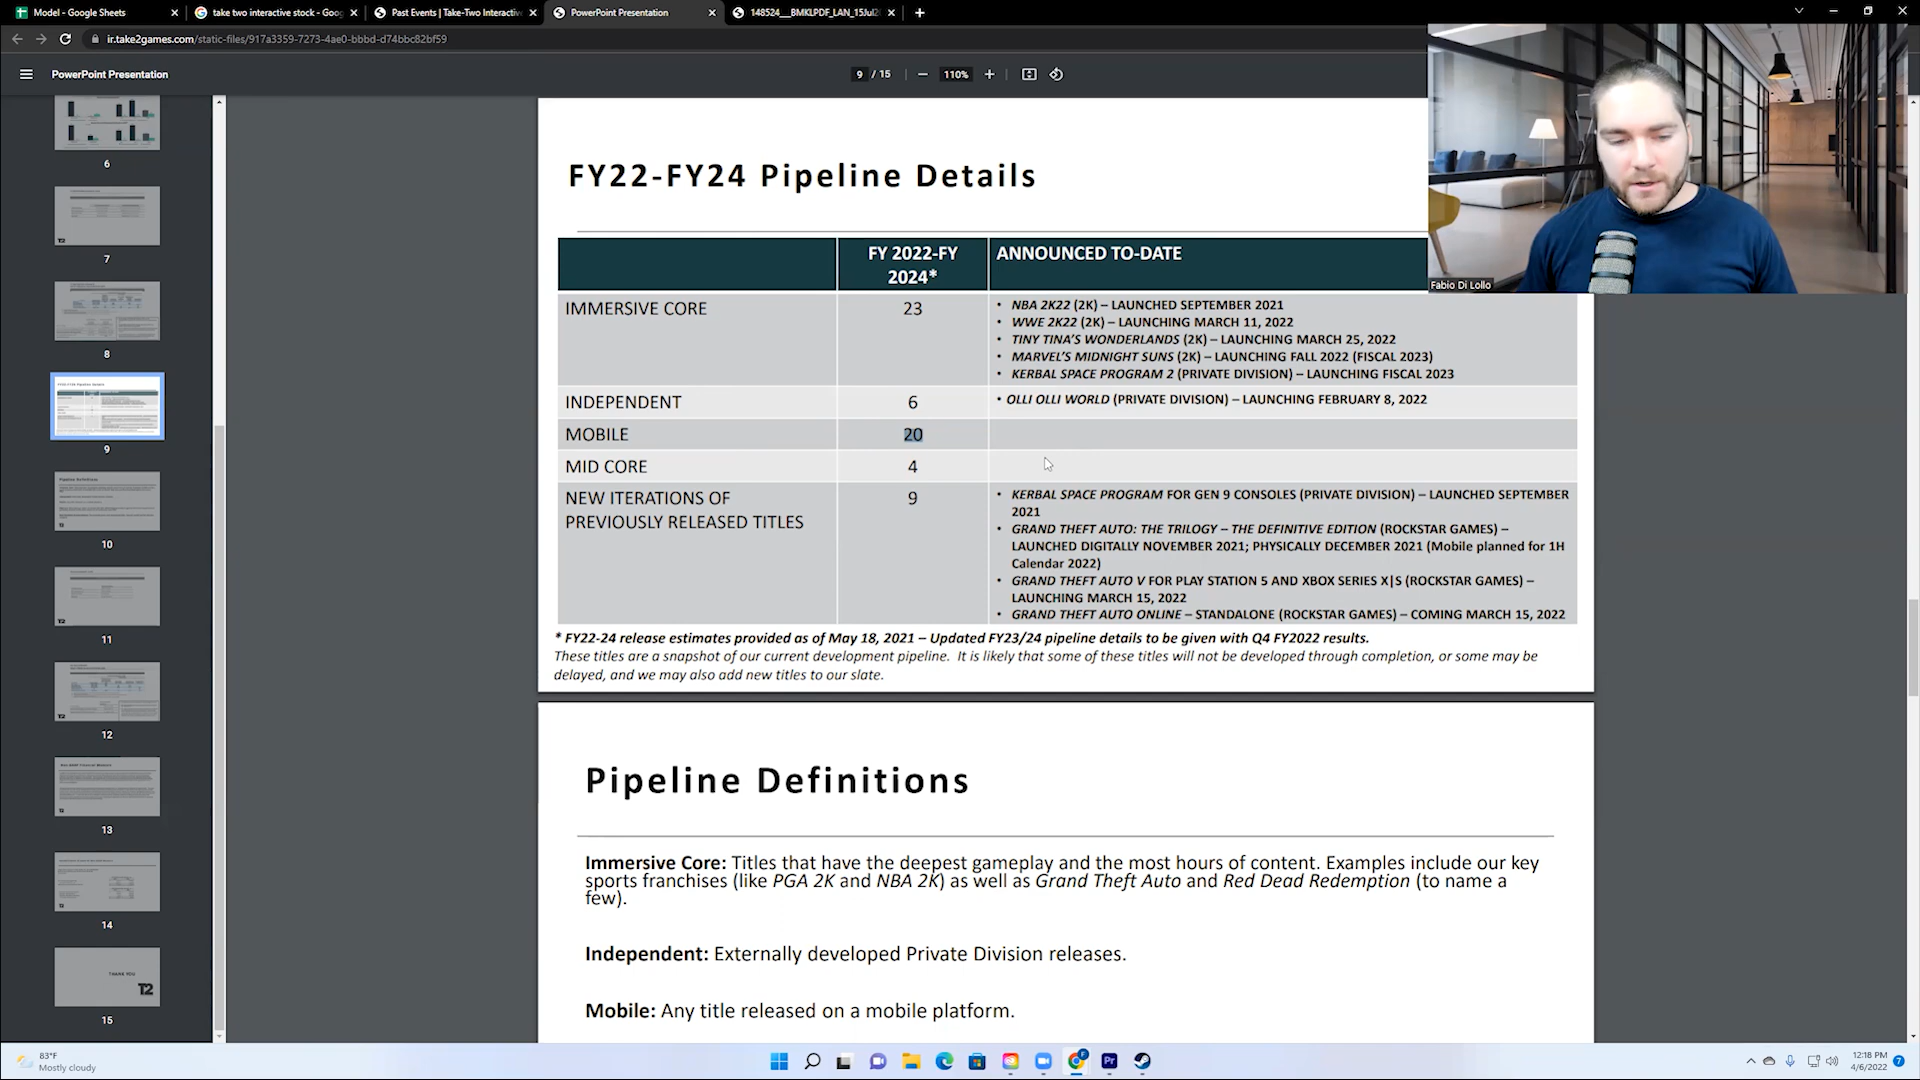 Model - Google Sheets
take two interactive stock - Goog
Past Events | Take-Two Interactiv
PowerPoint Presentation
148524__BMKLPDF_LAN_15Jul2
ir.take2games.com/static-files/917a3359-7273-4ae0-bbbd-d74bbc82bf59
PowerPoint Presentation
9 / 15
110%
6
7
8
9
10
11
12
13
14
15
THANK YOU
T2
FY22-FY24 Pipeline Details
Fabio Di Lollo
FY 2022-FY 2024*
ANNOUNCED TO-DATE
IMMERSIVE CORE
23
• NBA 2K22 (2K) – LAUNCHED SEPTEMBER 2021
• WWE 2K22 (2K) – LAUNCHING MARCH 11, 2022
• TINY TINA'S WONDERLANDS (2K) – LAUNCHING MARCH 25, 2022
• MARVEL'S MIDNIGHT SUNS (2K) – LAUNCHING FALL 2022 (FISCAL 2023)
• KERBAL SPACE PROGRAM 2 (PRIVATE DIVISION) – LAUNCHING FISCAL 2023
INDEPENDENT
6
• OLLI OLLI WORLD (PRIVATE DIVISION) – LAUNCHING FEBRUARY 8, 2022
MOBILE
20
MID CORE
4
NEW ITERATIONS OF
PREVIOUSLY RELEASED TITLES
9
• KERBAL SPACE PROGRAM FOR GEN 9 CONSOLES (PRIVATE DIVISION) – LAUNCHED SEPTEMBER
2021
• GRAND THEFT AUTO: THE TRILOGY – THE DEFINITIVE EDITION (ROCKSTAR GAMES) –
LAUNCHED DIGITALLY NOVEMBER 2021; PHYSICALLY DECEMBER 2021 (Mobile planned for 1H
Calendar 2022)
• GRAND THEFT AUTO V FOR PLAY STATION 5 AND XBOX SERIES X|S (ROCKSTAR GAMES) –
LAUNCHING MARCH 15, 2022
• GRAND THEFT AUTO ONLINE – STANDALONE (ROCKSTAR GAMES) – COMING MARCH 15, 2022
* FY22-24 release estimates provided as of May 18, 2021 – Updated FY23/24 pipeline details to be given with Q4 FY2022 results.
These titles are a snapshot of our current development pipeline. It is likely that some of these titles will not be developed through completion, or some may be
delayed, and we may also add new titles to our slate.
Pipeline Definitions
Immersive Core: Titles that have the deepest gameplay and the most hours of content. Examples include our key
sports franchises (like PGA 2K and NBA 2K) as well as Grand Theft Auto and Red Dead Redemption (to name a
few).
Independent: Externally developed Private Division releases.
Mobile: Any title released on a mobile platform.
83°F
Mostly cloudy
12:18 PM
4/6/2022
7